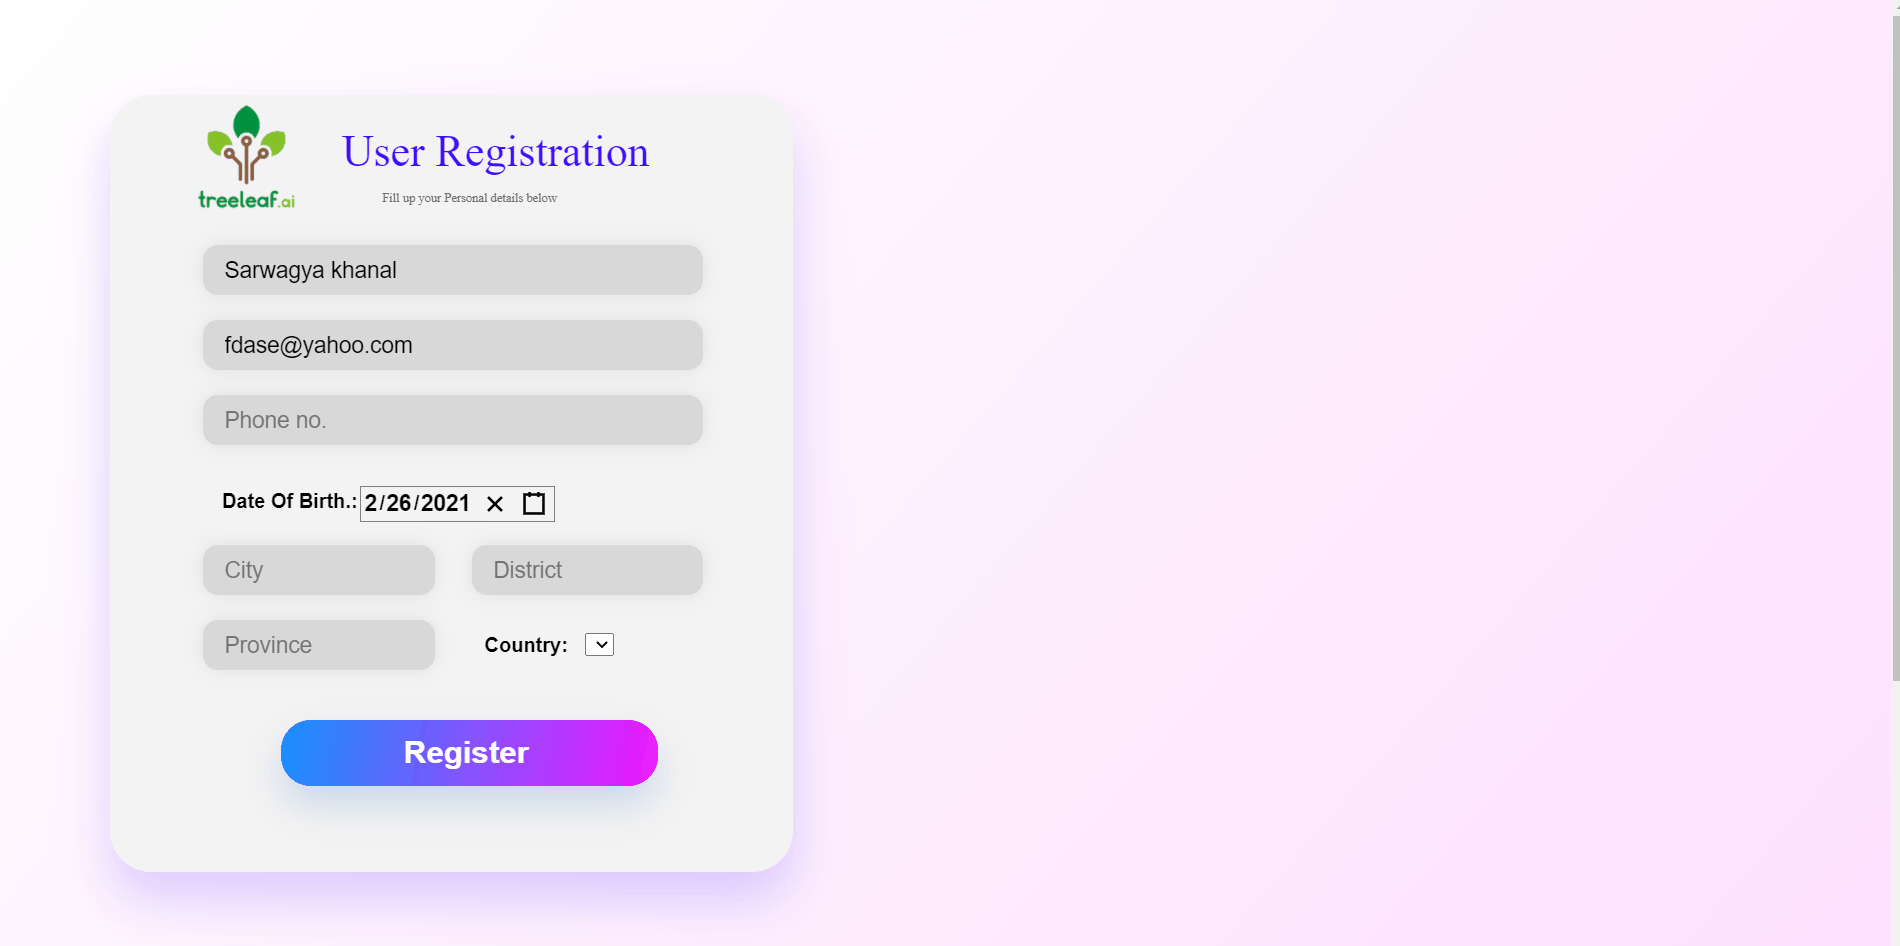 treeleaf.ai
User Registration
Fill up your Personal details below
Sarwagya khanal
fdase@yahoo.com
Phone no.
Date Of Birth.: 2/26/2021
City District
Province Country:
Register